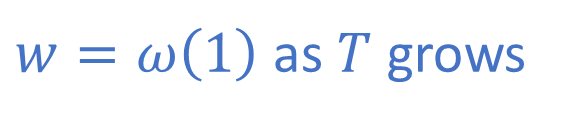 w = ω(1) as T grows